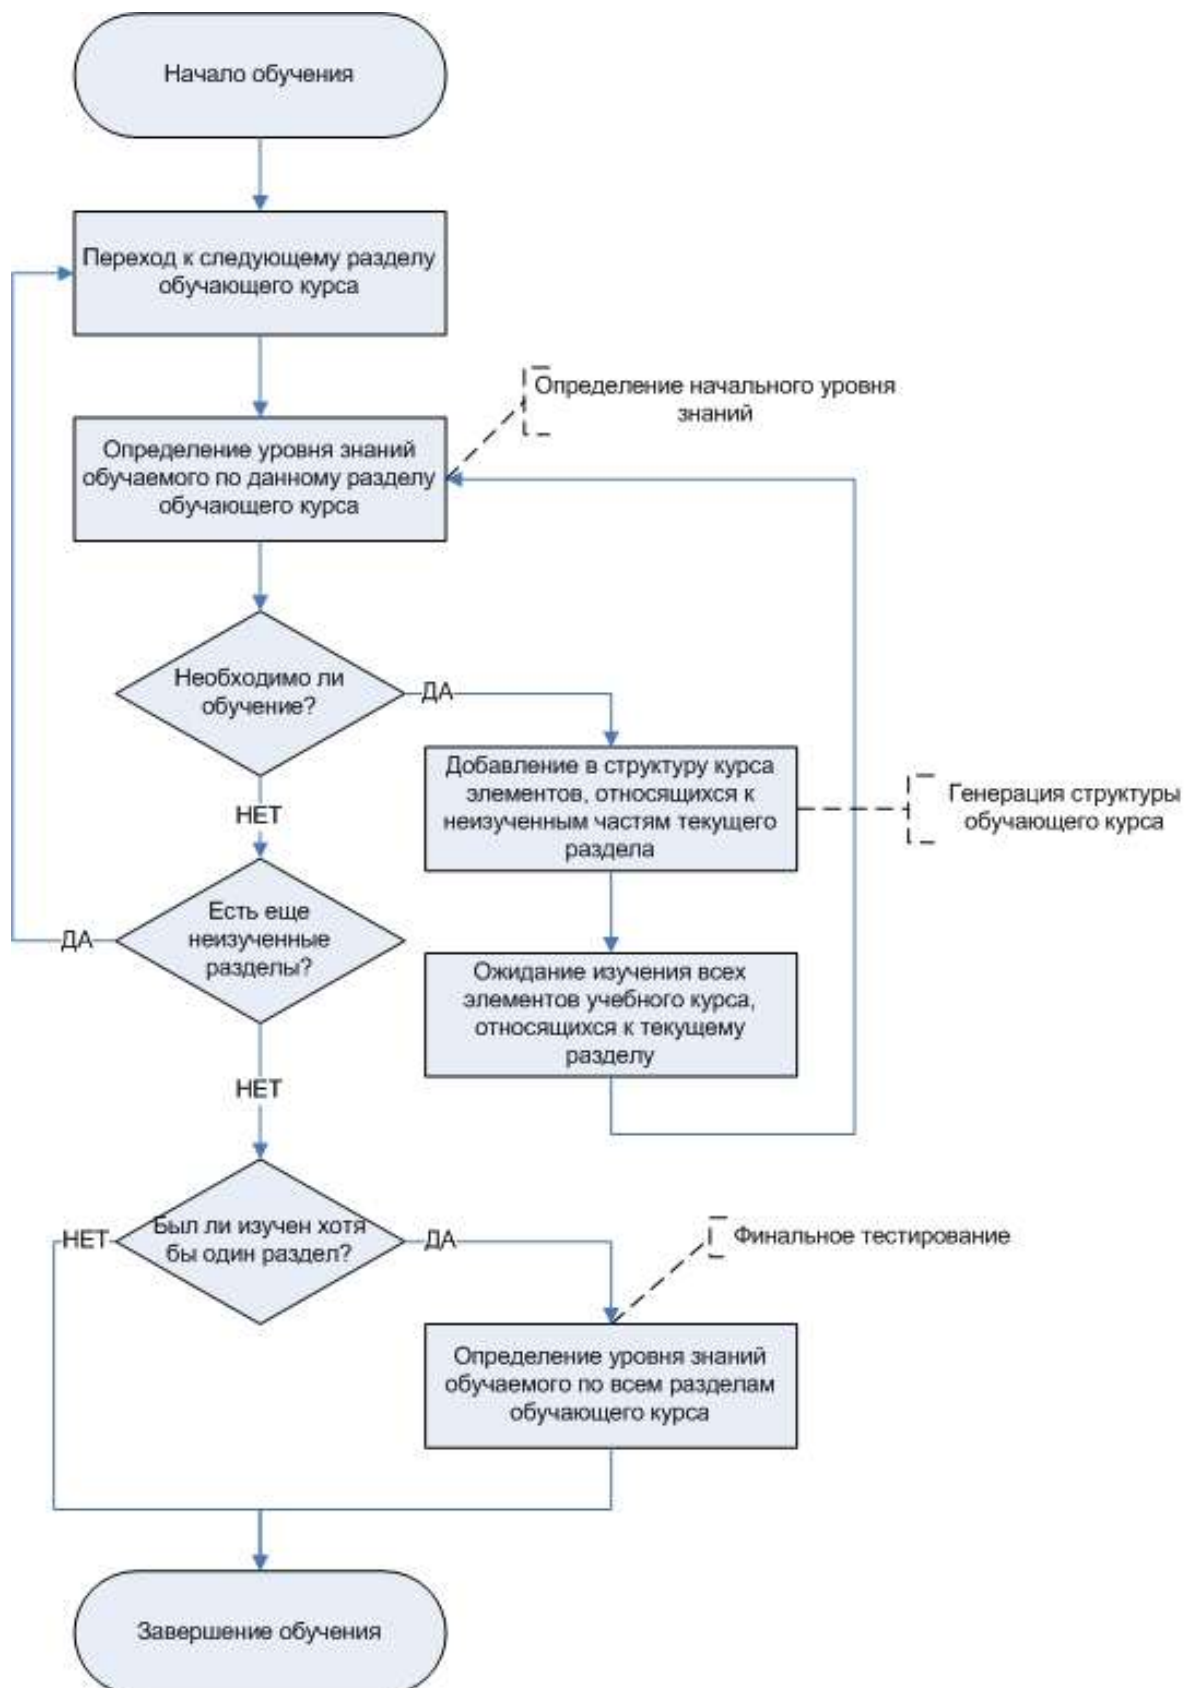 Начало обучения
Переход к следующему разделу
обучающего курса
Определение начального уровня
знаний
Определение уровня знаний
обучаемого по данному разделу
обучающего курса
Необходимо ли
обучение?
ДА
Добавление в структуру курса
элементов, относящихся к
неизученным частям текущего
раздела
Генерация структуры
обучающего курса
НЕТ
Есть еще
неизученные
разделы?
ДА
Ожидание изучения всех
элементов учебного курса,
относящихся к текущему
разделу
НЕТ
Был ли изучен хотя
бы один раздел?
НЕТ
ДА
Финальное тестирование
Определение уровня знаний
обучаемого по всем разделам
обучающего курса
Завершение обучения